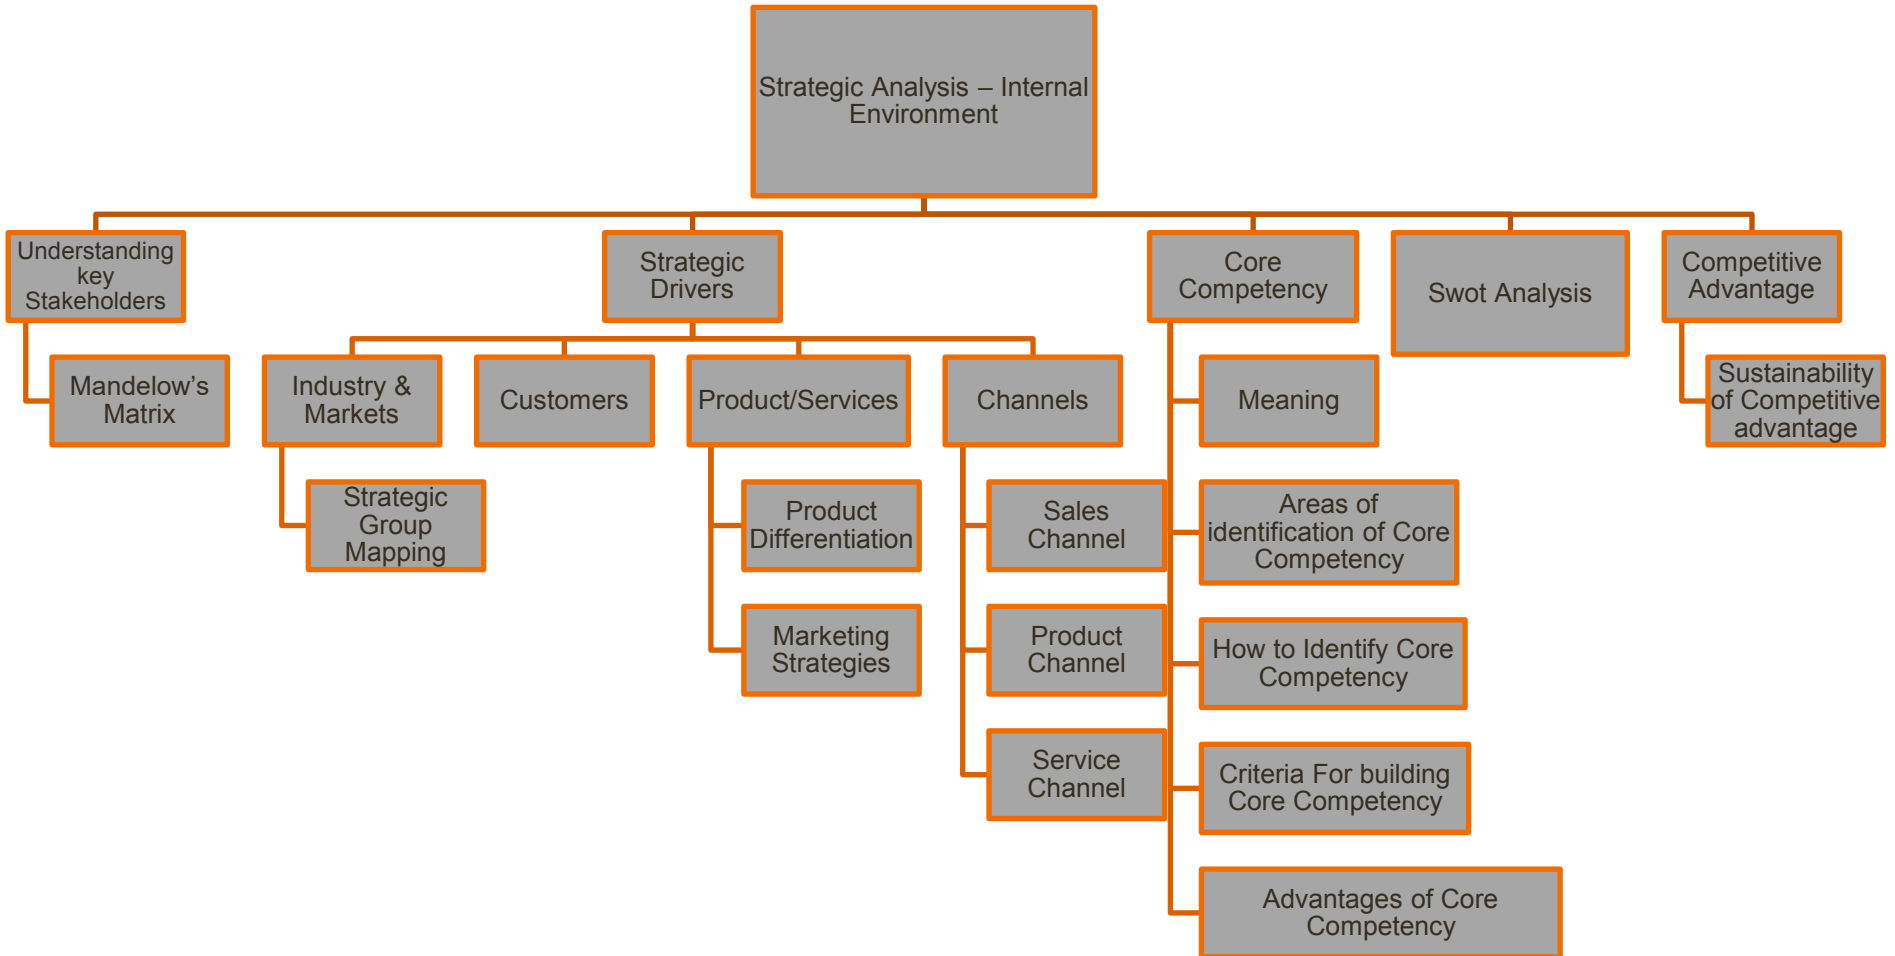 Strategic Analysis – Internal
Environment
Understanding
key
Stakeholders
Strategic
Drivers
Core
Competency
Swot Analysis
Competitive
Advantage
Mandelow’s
Matrix
Industry &
Markets
Customers
Product/Services
Channels
Meaning
Sustainability
of Competitive
advantage
Strategic
Group
Mapping
Product
Differentiation
Sales
Channel
Areas of
identification of Core
Competency
Marketing
Strategies
Product
Channel
How to Identify Core
Competency
Service
Channel
Criteria For building
Core Competency
Advantages of Core
Competency